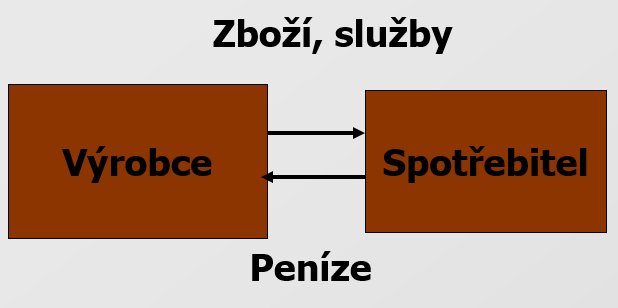 Zboží, služby
Výrobce
Spotřebitel
Peníze